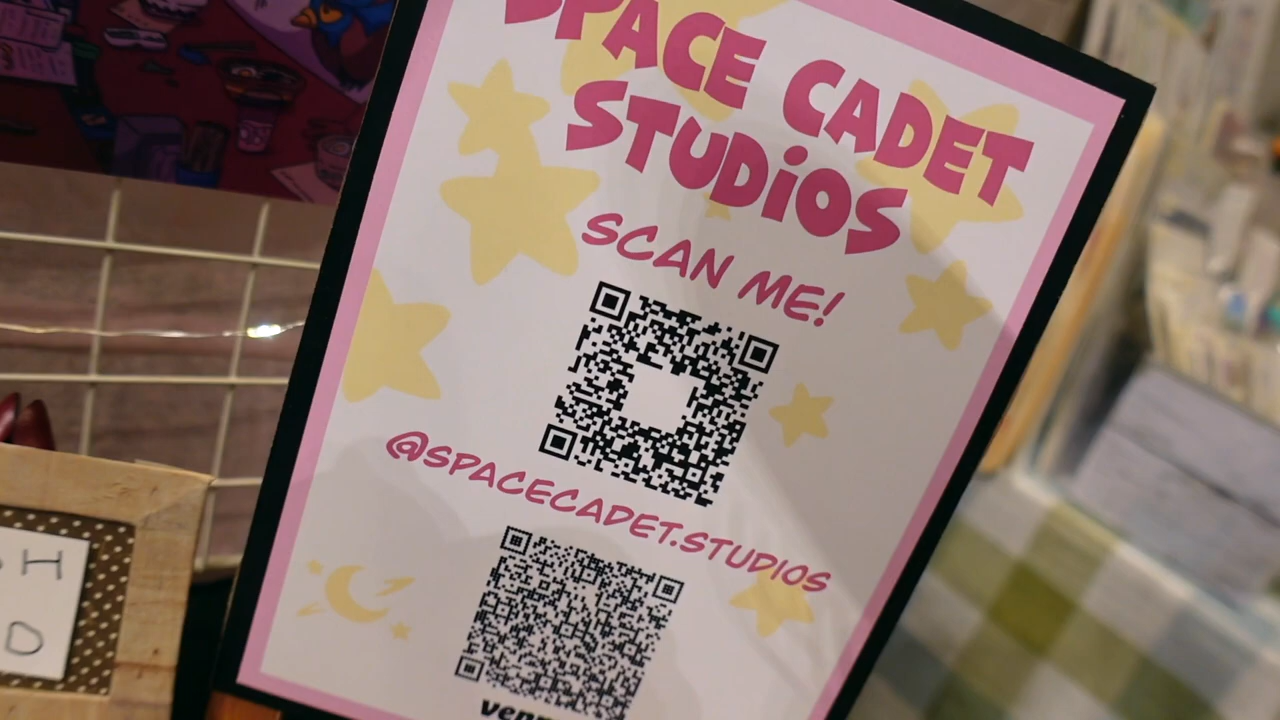 SPACE CADET
STUDIOS
SCAN ME!
@SPACECADET.STUDIOS
H
D